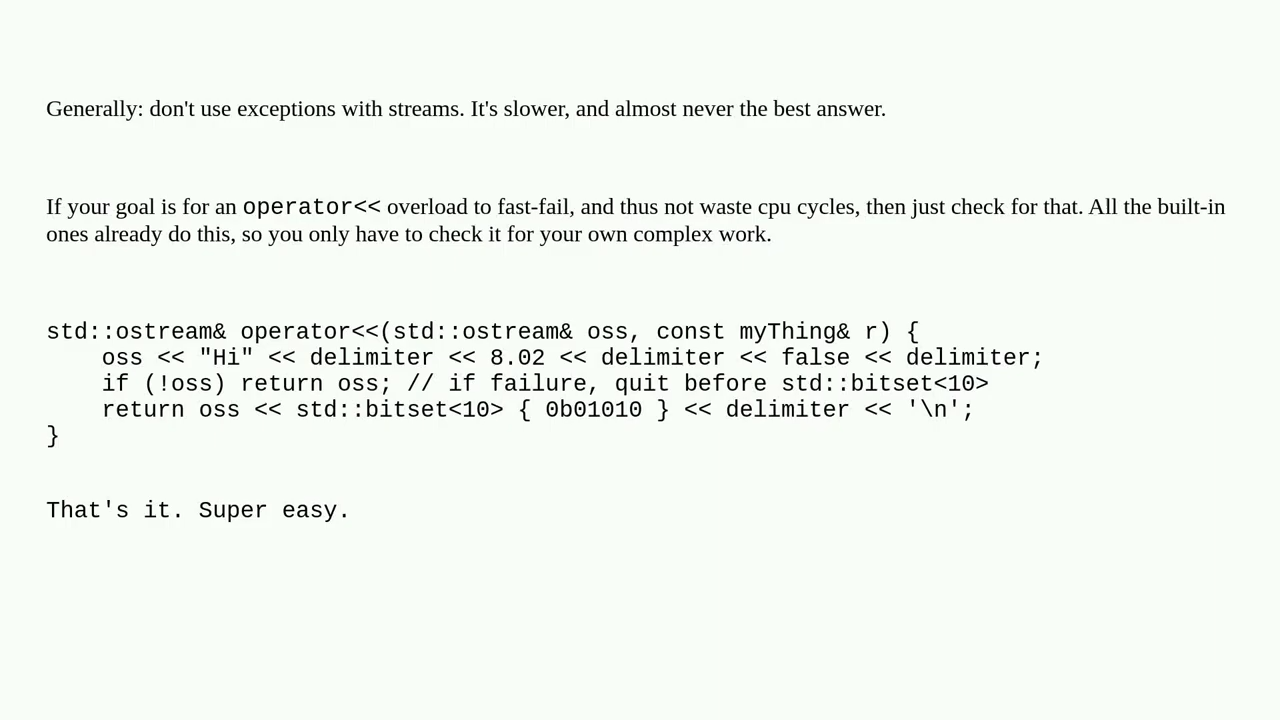 Generally: don't use exceptions with streams. It's slower, and almost never the best answer.
If your goal is for an operator<< overload to fast-fail, and thus not waste cpu cycles, then just check for that. All the built-in
ones already do this, so you only have to check it for your own complex work.
std::ostream& operator<<(std::ostream& oss, const myThing& r) {
    oss << "Hi" << delimiter << 8.02 << delimiter << false << delimiter;
    if (!oss) return oss; // if failure, quit before std::bitset<10>
    return oss << std::bitset<10> { 0b01010 } << delimiter << '\n';
}
That's it. Super easy.